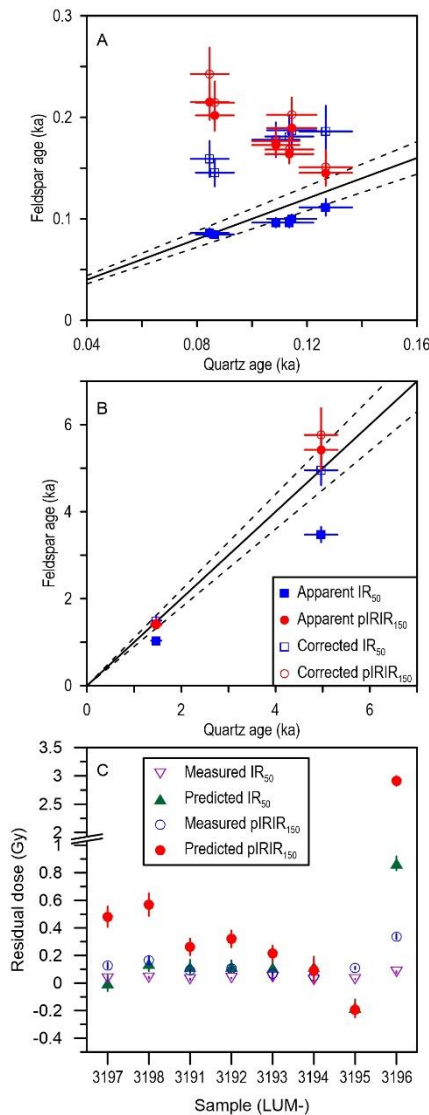 A
0.3
0.2
0.1
0
Feldspar age (ka)
0.04
0.08
0.12
0.16
Quartz age (ka)
B
6
4
2
0
Feldspar age (ka)
Apparent IR₅₀
Apparent pIRIR₁₅₀
Corrected IR₅₀
Corrected pIRIR₁₅₀
0
2
4
6
Quartz age (ka)
C
3.5
3
2.5
2
1
0.8
0.6
0.4
0.2
0
-0.2
-0.4
Residual dose (Gy)
Measured IR₅₀
Predicted IR₅₀
Measured pIRIR₁₅₀
Predicted pIRIR₁₅₀
3197
3198
3191
3192
3193
3194
3195
3196
Sample (LUM-)